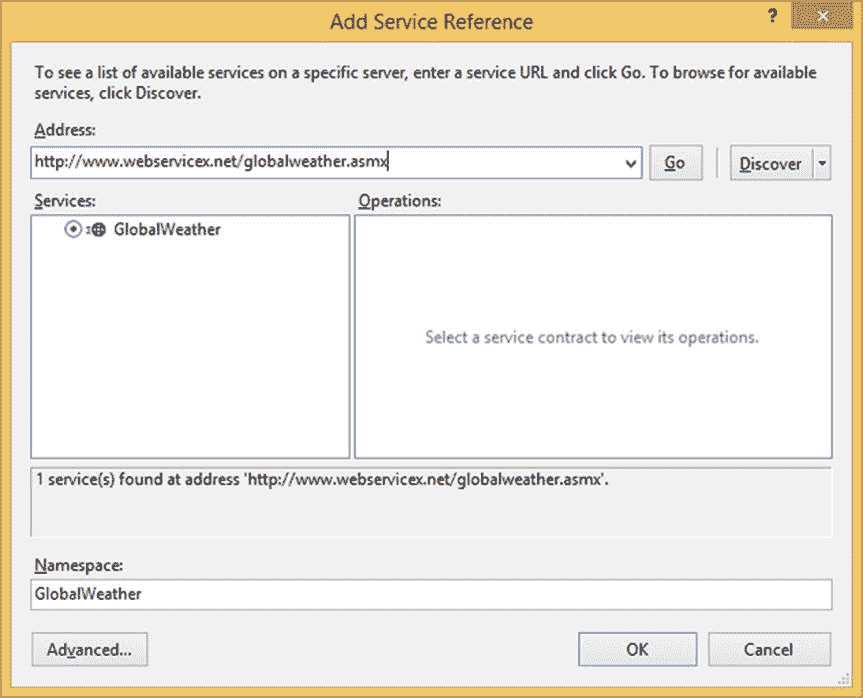 Add Service Reference
?
To see a list of available services on a specific server, enter a service URL and click Go. To browse for available
services, click Discover.
Address:
http://www.webservicex.net/globalweather.asmx
Go
Discover
Services:
Operations:
GlobalWeather
Select a service contract to view its operations.
1 service(s) found at address 'http://www.webservicex.net/globalweather.asmx'.
Namespace:
GlobalWeather
Advanced...
OK
Cancel